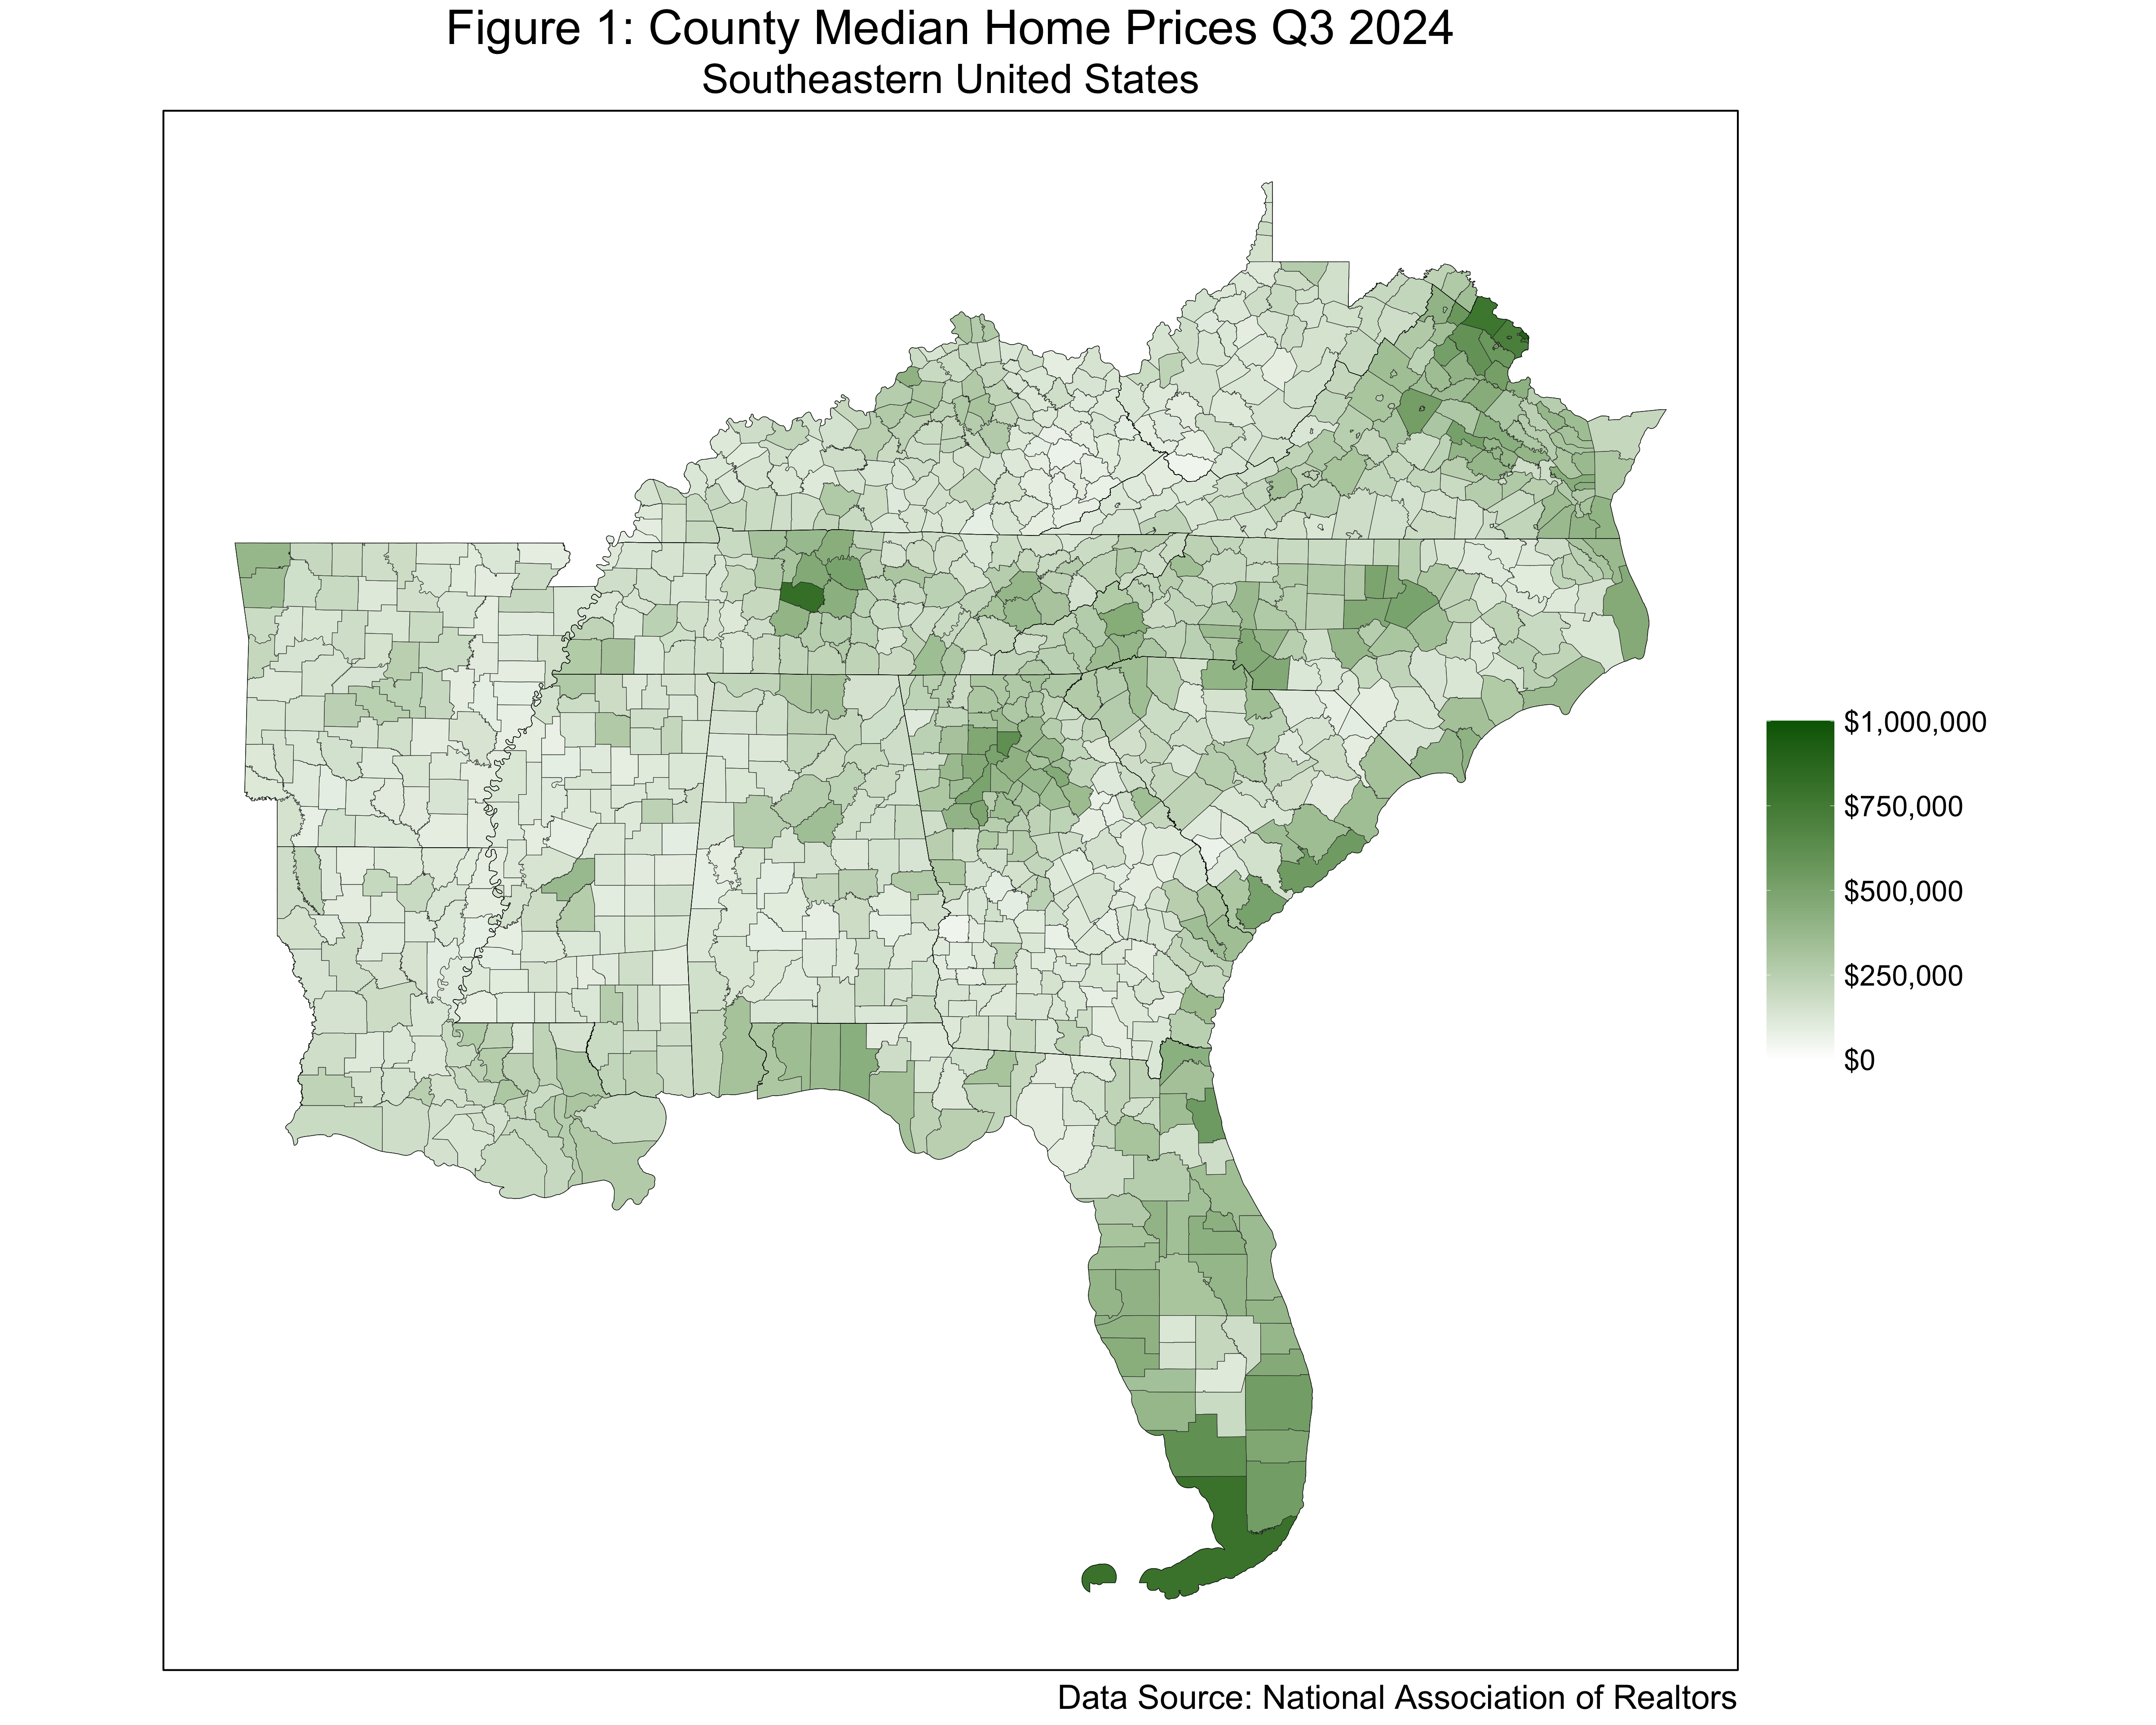 Figure 1: County Median Home Prices Q3 2024
Southeastern United States
$1,000,000
$750,000
$500,000
$250,000
$0
Data Source: National Association of Realtors